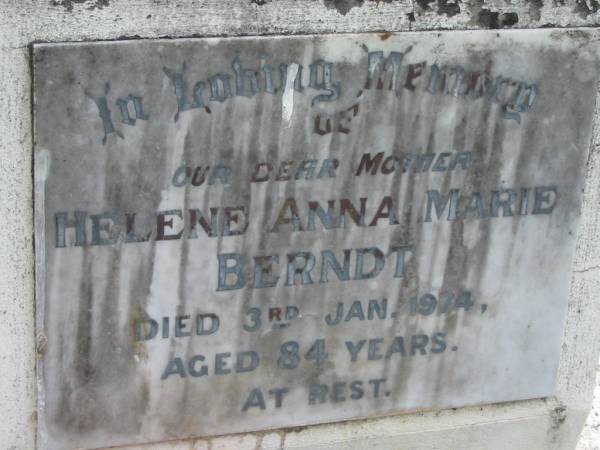 In Loving Memory
OF
OUR DEAR MOTHER
HELENE ANNA MARIE
BERNDT
DIED 3RD JAN. 1974,
AGED 84 YEARS.
AT REST.